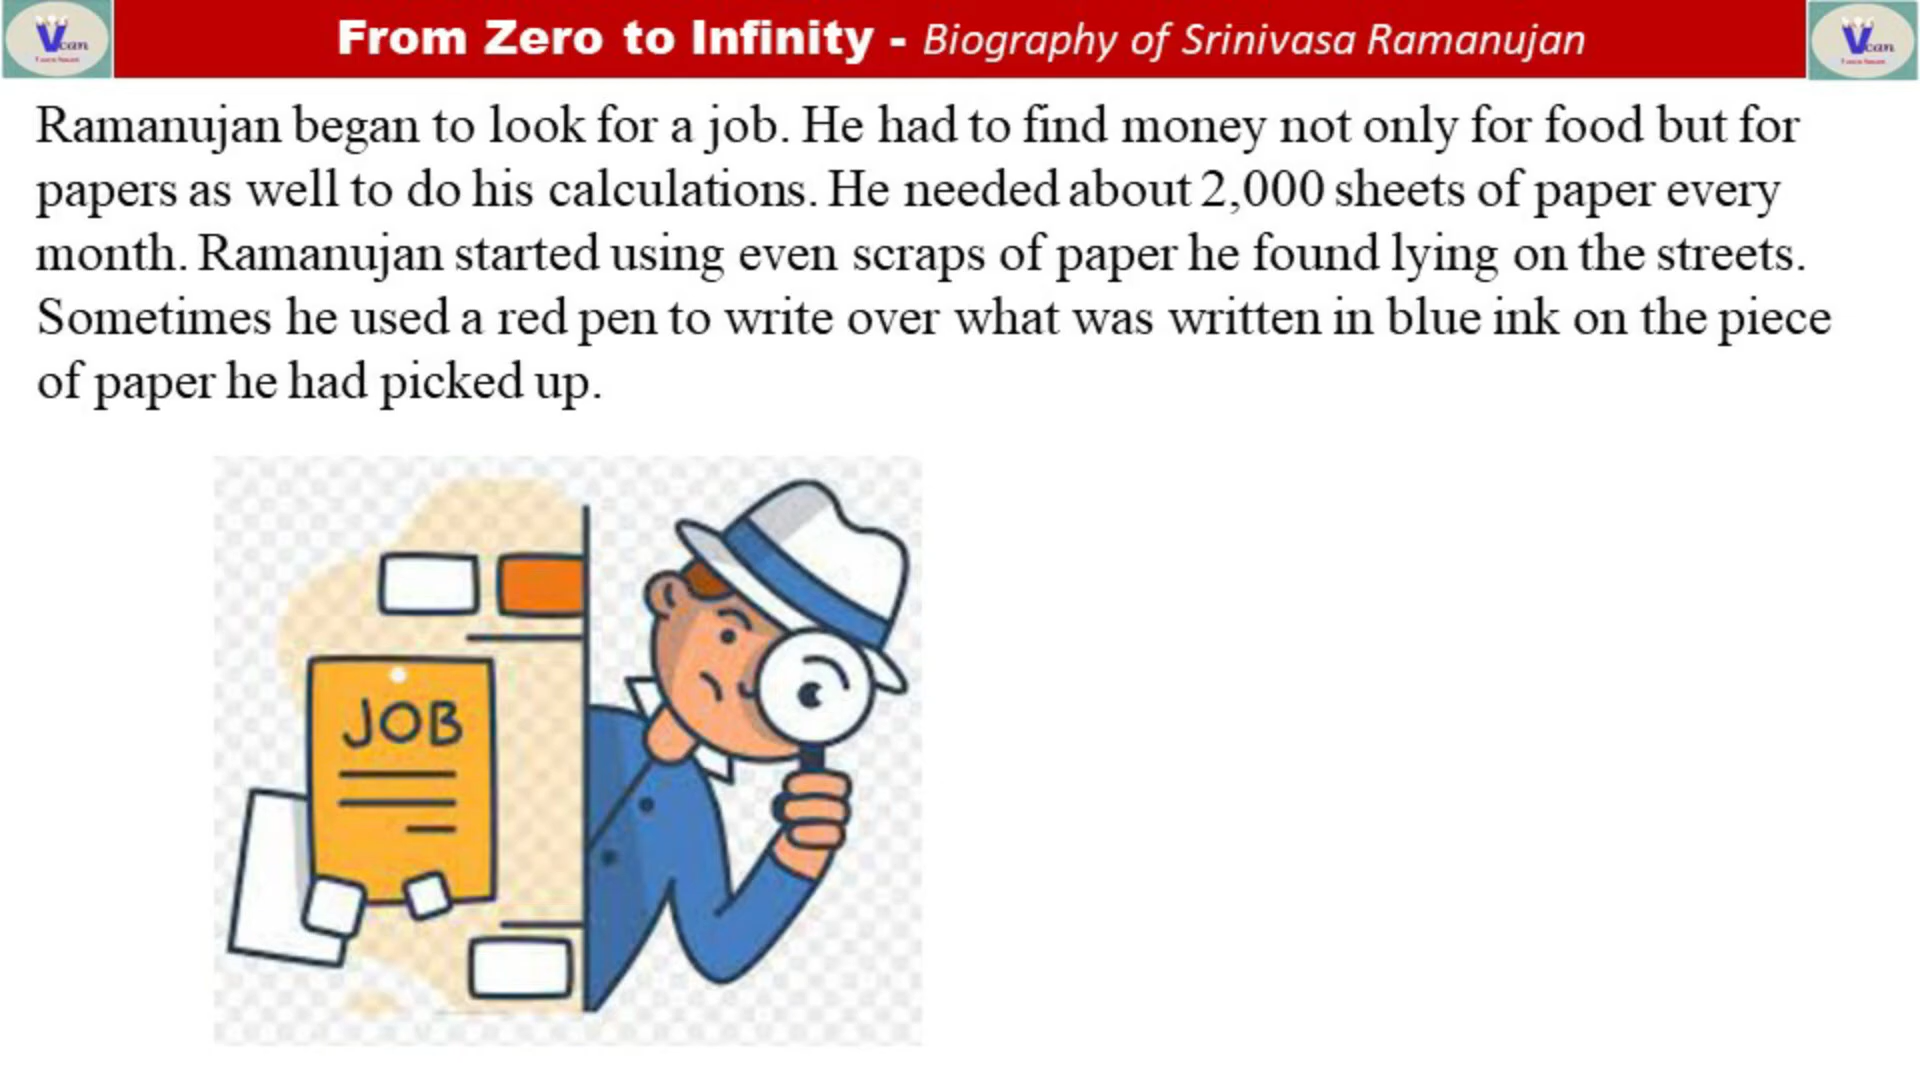 Vcan
From Zero to Infinity - Biography of Srinivasa Ramanujan
Vcan
Ramanujan began to look for a job. He had to find money not only for food but for
papers as well to do his calculations. He needed about 2,000 sheets of paper every
month. Ramanujan started using even scraps of paper he found lying on the streets.
Sometimes he used a red pen to write over what was written in blue ink on the piece
of paper he had picked up.
JOB